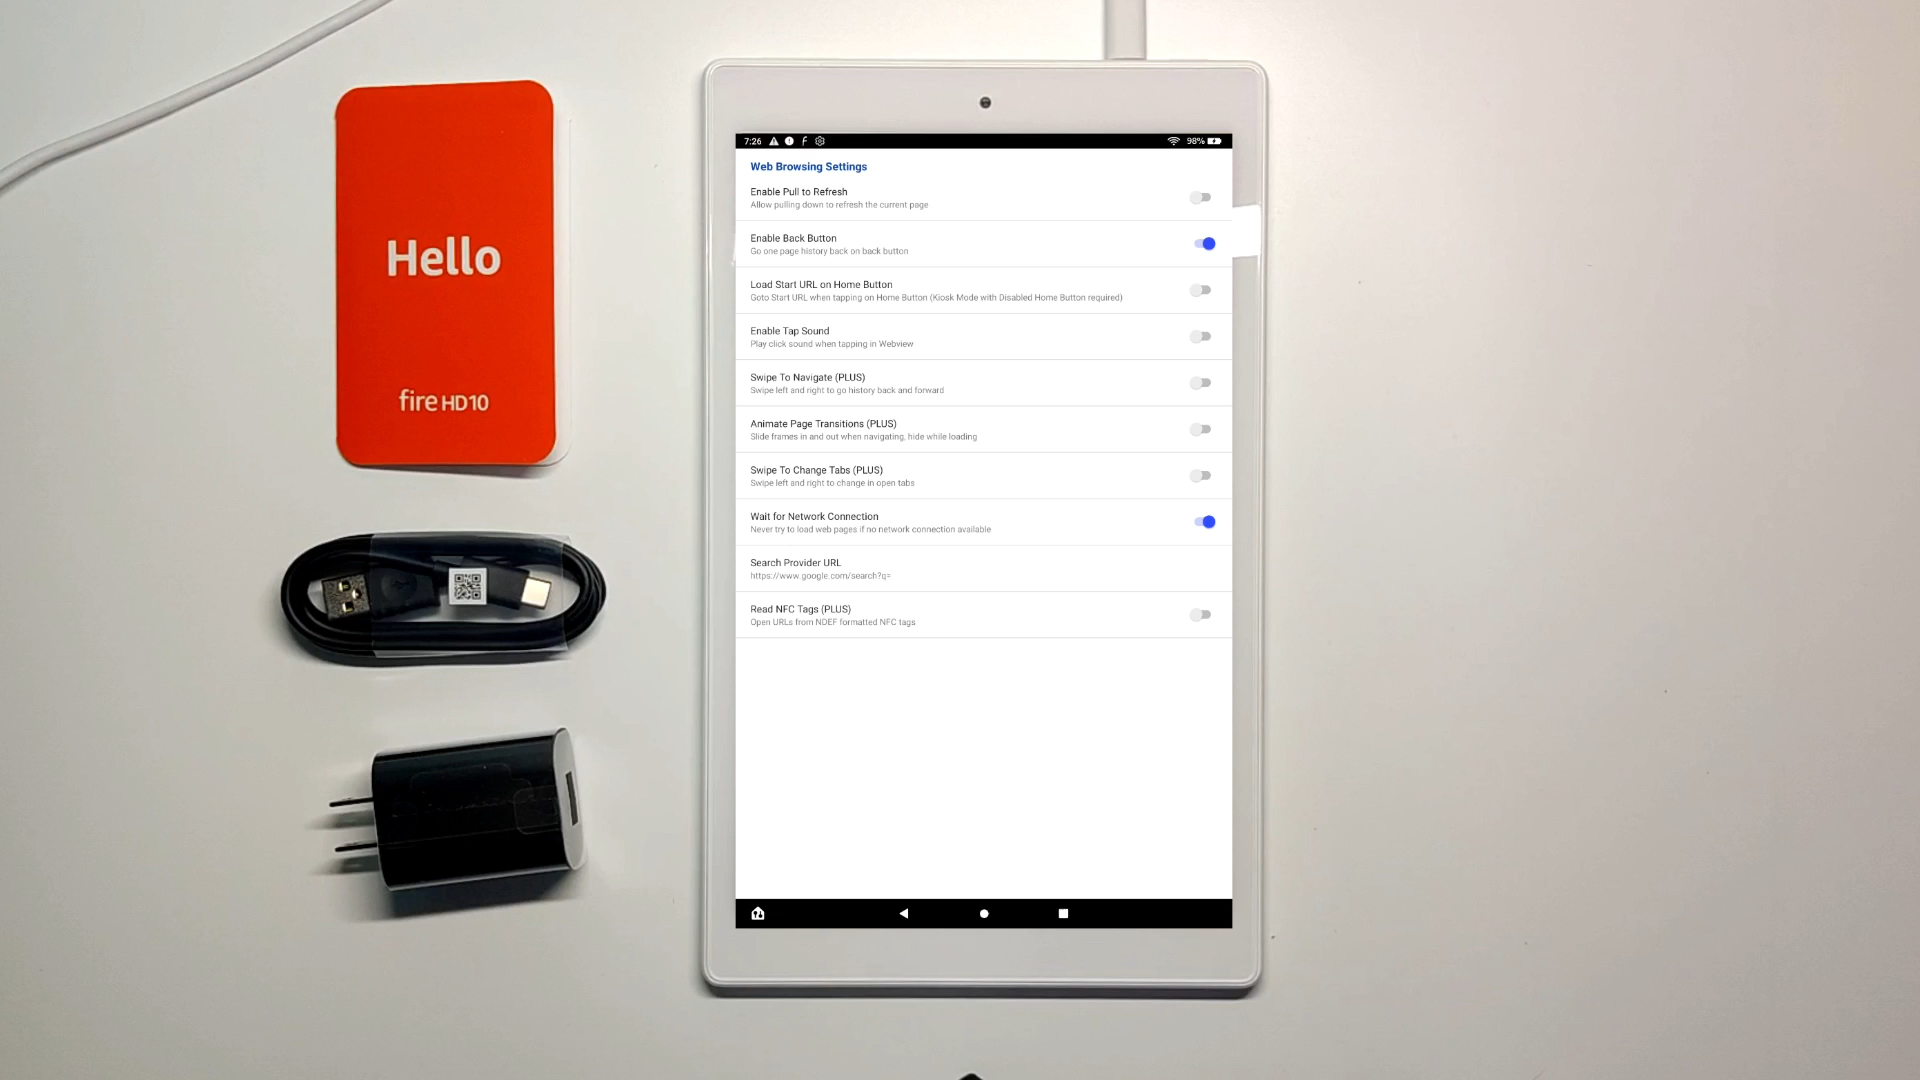 Hello
fire HD10
7:26
98%
Web Browsing Settings
Enable Pull to Refresh
Allow pulling down to refresh the current page
Enable Back Button
Go one page history back on back button
Load Start URL on Home Button
Goto Start URL when tapping on Home Button (Kiosk Mode with Disabled Home Button required)
Enable Tap Sound
Play click sound when tapping in Webview
Swipe To Navigate (PLUS)
Swipe left and right to go history back and forward
Animate Page Transitions (PLUS)
Slide frames in and out when navigating, hide while loading
Swipe To Change Tabs (PLUS)
Swipe left and right to change in open tabs
Wait for Network Connection
Never try to load web pages if no network connection available
Search Provider URL
https://www.google.com/search?q=
Read NFC Tags (PLUS)
Open URLs from NDEF formatted NFC tags